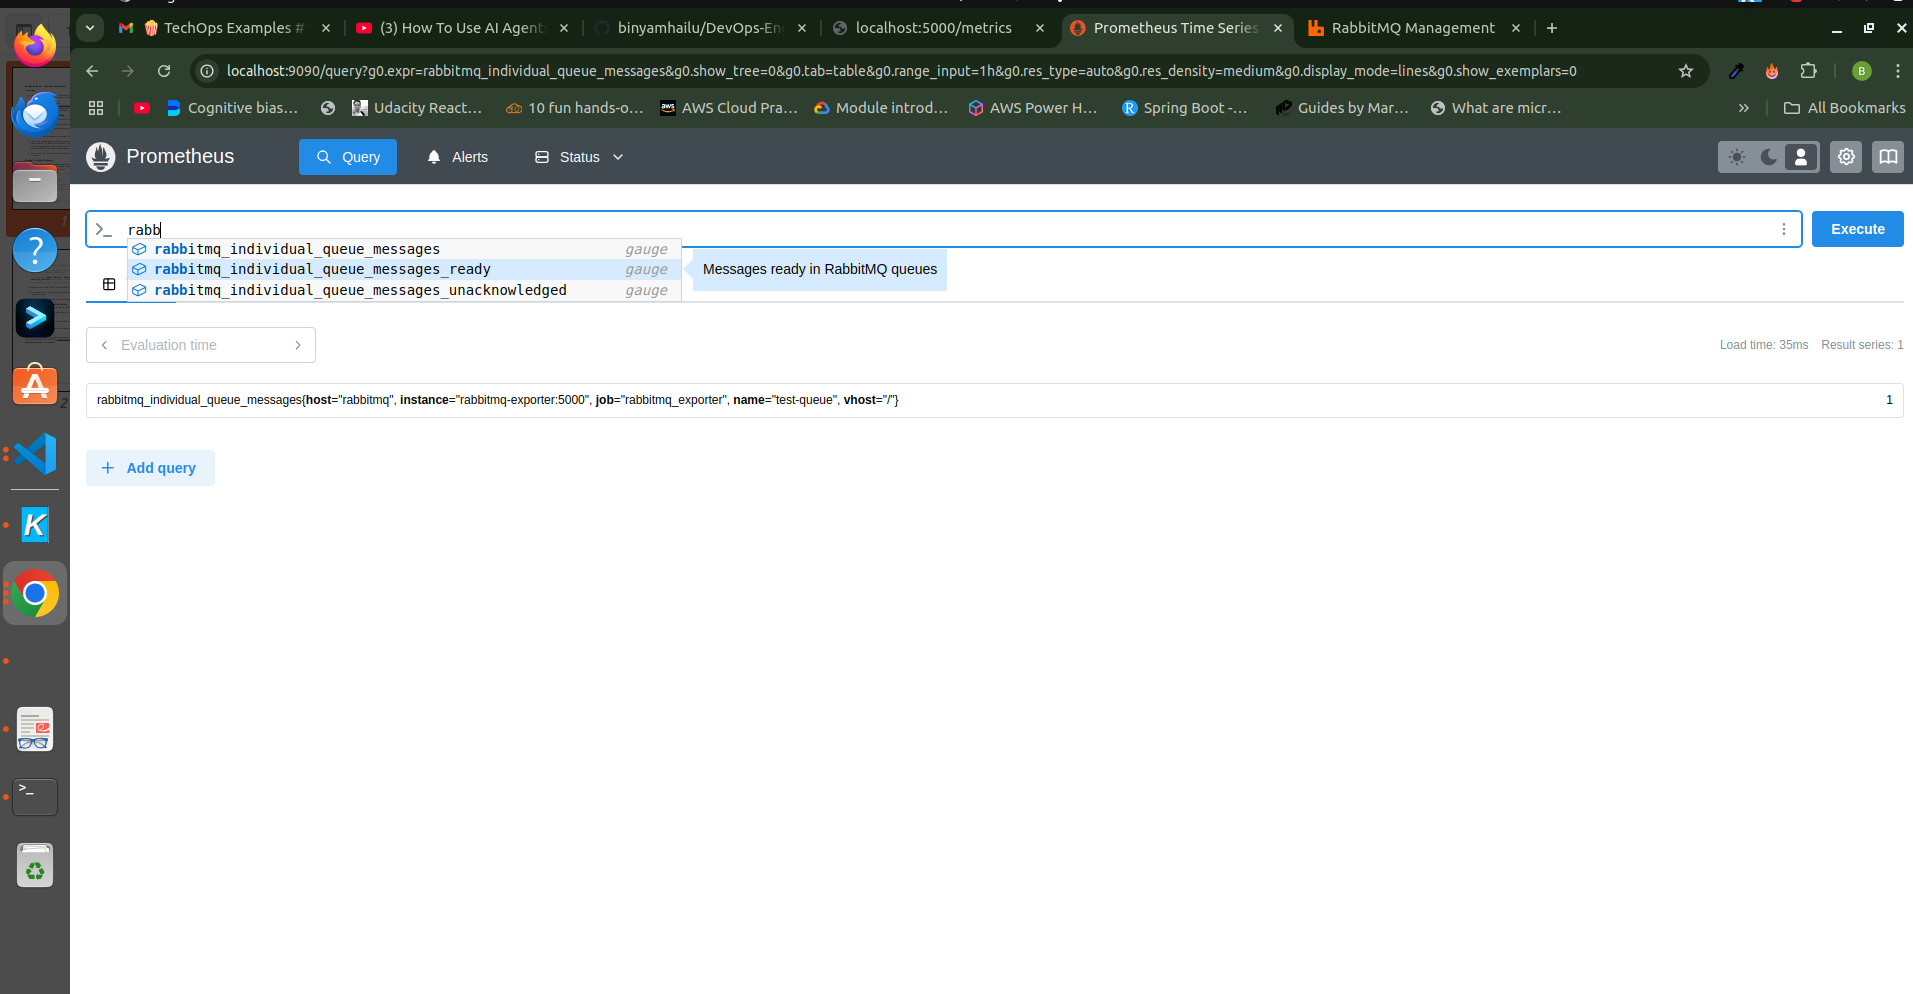 TechOps Examples #
(3) How To Use AI Agent
binyamhailu/DevOps-En
localhost:5000/metrics
Prometheus Time Series
RabbitMQ Management
localhost:9090/query?g0.expr=rabbitmq_individual_queue_messages&g0.show_tree=0&g0.tab=table&g0.range_input=1h&g0.res_type=auto&g0.res_density=medium&g0.display_mode=lines&g0.show_exemplars=0
B
Cognitive bias...
Udacity React...
10 fun hands-o...
aws
AWS Cloud Pra...
Module introd...
AWS Power H...
R
Spring Boot -...
Guides by Mar...
What are micr...
All Bookmarks
Prometheus
Query
Alerts
Status
>_ rabb
Execute
rabbitmq_individual_queue_messages gauge
rabbitmq_individual_queue_messages_ready gauge
Messages ready in RabbitMQ queues
rabbitmq_individual_queue_messages_unacknowledged gauge
Evaluation time
Load time: 35ms Result series: 1
rabbitmq_individual_queue_messages{host="rabbitmq", instance="rabbitmq-exporter:5000", job="rabbitmq_exporter", name="test-queue", vhost="/"} 1
Add query